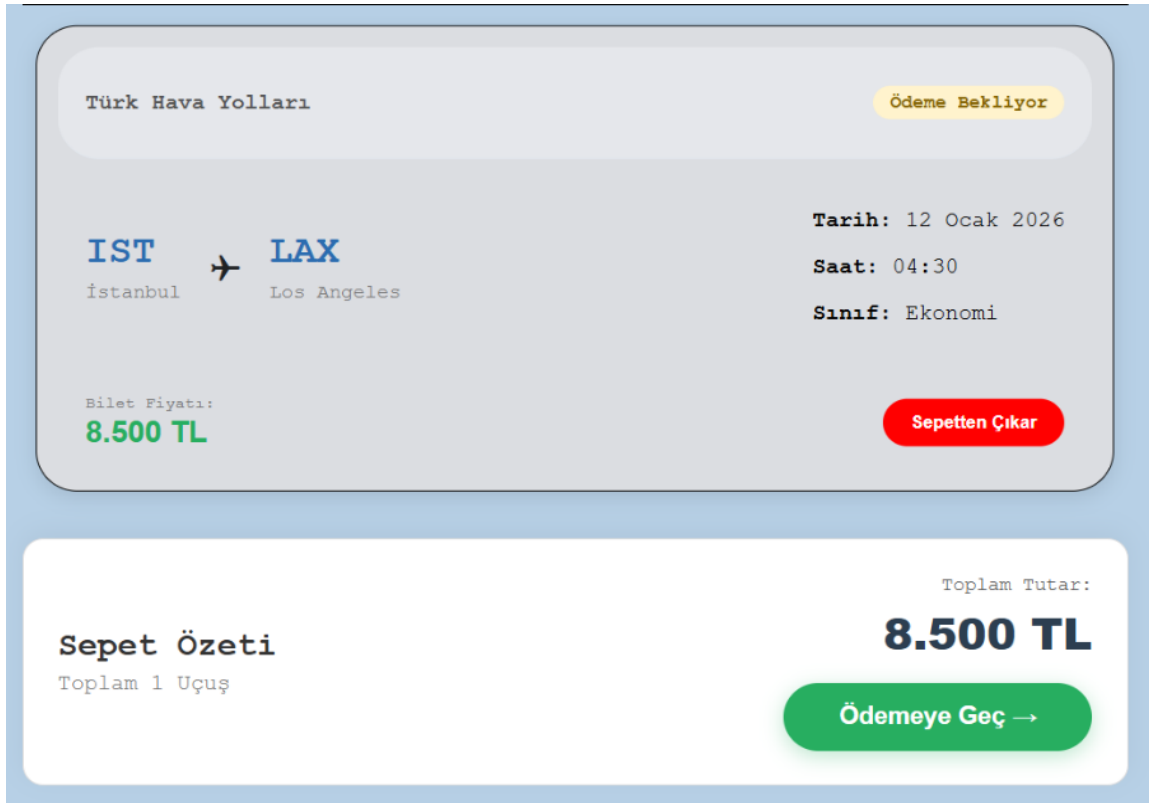 Türk Hava Yolları
Ödeme Bekliyor
IST ✈ LAX
İstanbul
Los Angeles
Tarih: 12 Ocak 2026
Saat: 04:30
Sınıf: Ekonomi
Bilet Fiyatı:
8.500 TL
Sepetten Çıkar
Sepet Özeti
Toplam 1 Uçuş
Toplam Tutar:
8.500 TL
Ödemeye Geç →